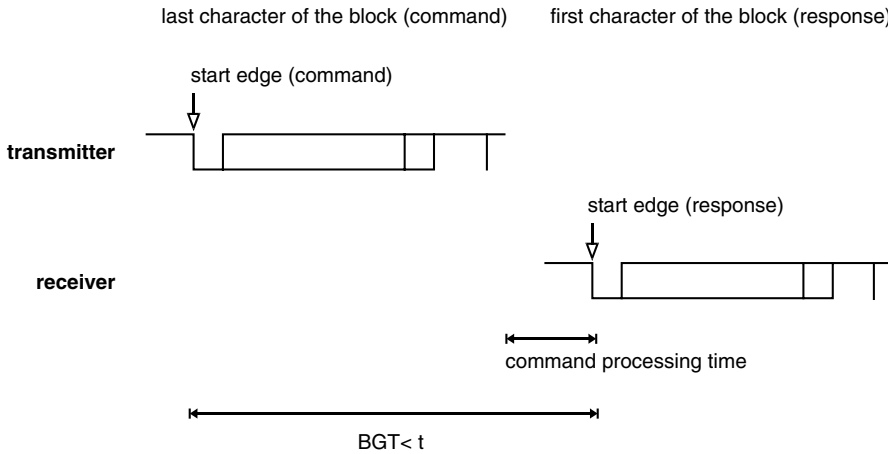 last character of the block (command)
first character of the block (response)
start edge (command)
transmitter
start edge (response)
receiver
command processing time
BGT< t